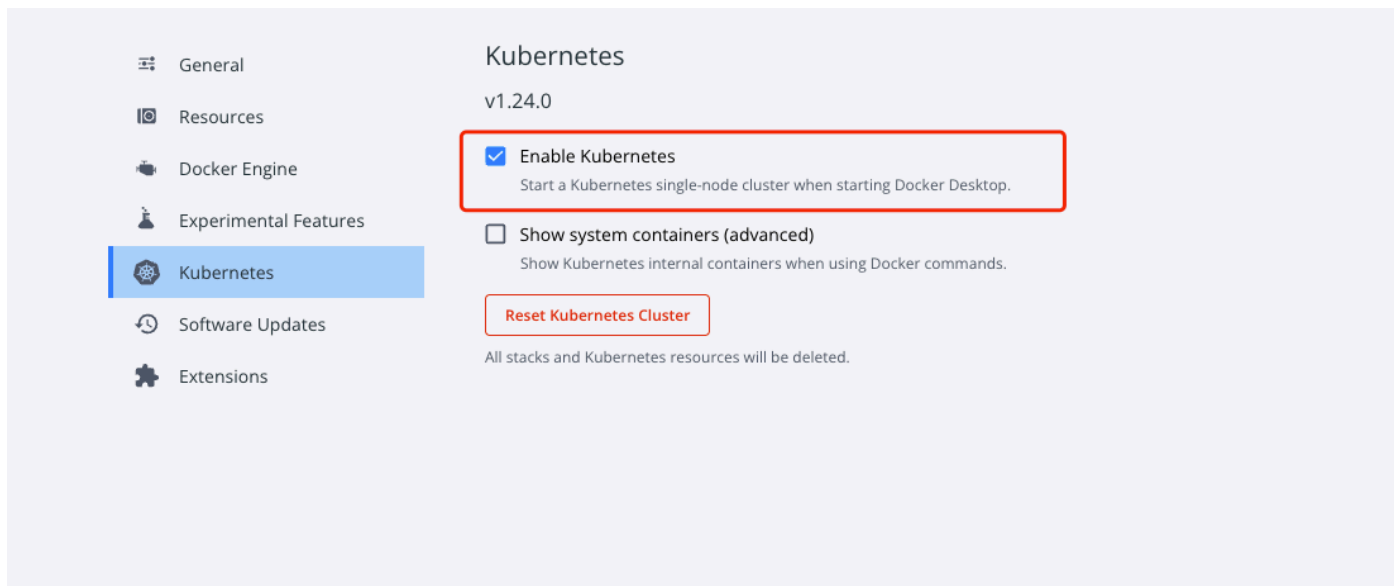 General
Resources
Docker Engine
Experimental Features
Kubernetes
Software Updates
Extensions
Kubernetes
v1.24.0
Enable Kubernetes
Start a Kubernetes single-node cluster when starting Docker Desktop.
Show system containers (advanced)
Show Kubernetes internal containers when using Docker commands.
Reset Kubernetes Cluster
All stacks and Kubernetes resources will be deleted.